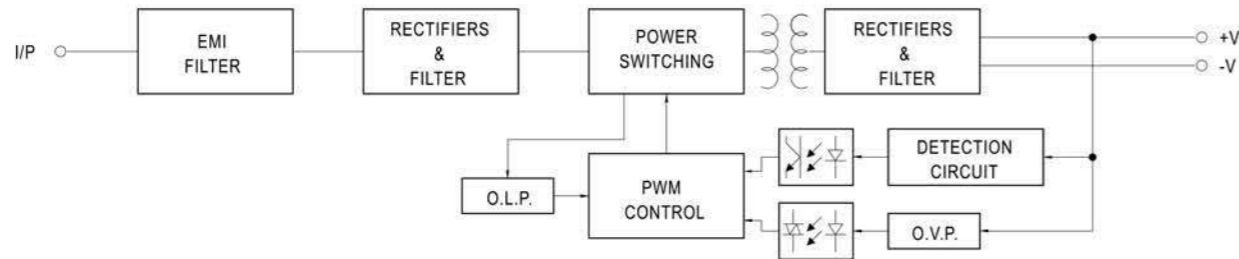 I/P
EMI
FILTER
RECTIFIERS
&
FILTER
POWER
SWITCHING
RECTIFIERS
&
FILTER
+V
-V
O.L.P.
PWM
CONTROL
DETECTION
CIRCUIT
O.V.P.